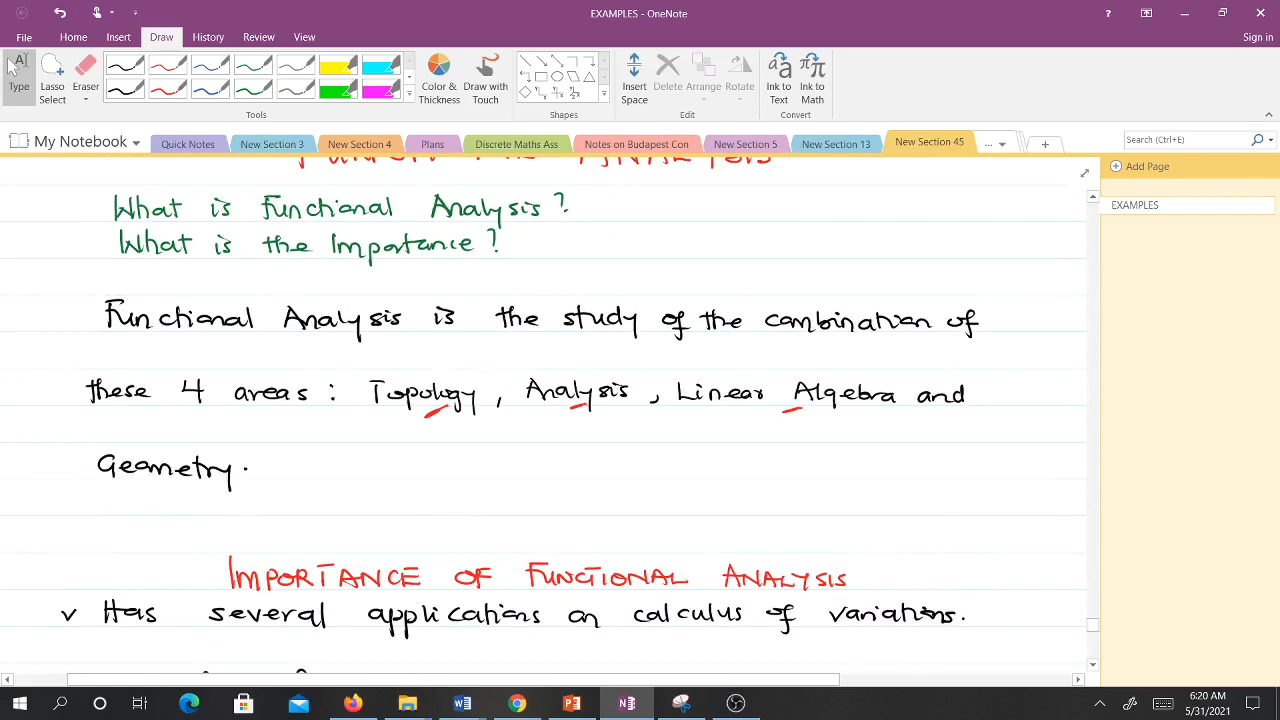 EXAMPLES - OneNote
File Home Insert Draw History Review View
Sign in
Type
Lasso Select
Eraser
Color & Thickness
Draw with Touch
Insert Space
Delete
Arrange
Rotate
Ink to Text
Ink to Math
Tools
Shapes
Edit
Convert
My Notebook
Quick Notes
New Section 3
New Section 4
Plans
Discrete Maths Ass
Notes on Budapest Con
New Section 5
New Section 13
New Section 45
...
Search (Ctrl+E)
Add Page
EXAMPLES
What is Functional Analysis?
What is the Importance?
Functional Analysis is the study of the combination of
these 4 areas : Topology, Analysis, Linear Algebra and
Geometry.
IMPORTANCE OF FUNCTIONAL ANALYSIS
v Has several applications on calculus of variations.
6:20 AM
5/31/2021